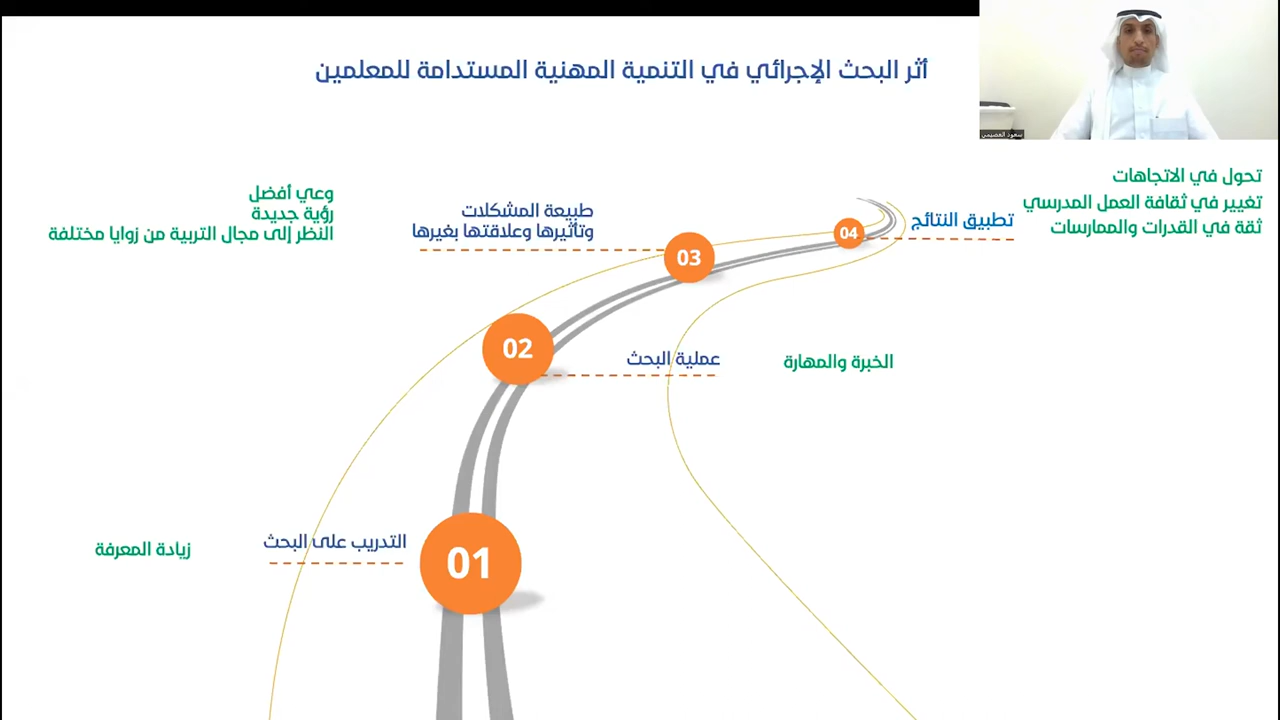 أثر البحث الإجرائي في التنمية المهنية المستدامة للمعلمين
سعود العصيمي
تحول في الاتجاهات
تغيير في ثقافة العمل المدرسي
ثقة في القدرات والممارسات
تطبيق النتائج
04
طبيعة المشكلات
وتأثيرها وعلاقتها بغيرها
03
وعي أفضل
رؤية جديدة
النظر إلى مجال التربية من زوايا مختلفة
02
عملية البحث
الخبرة والمهارة
01
التدريب على البحث
زيادة المعرفة